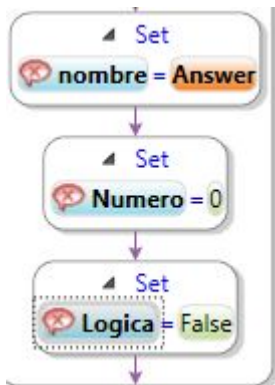 Set
nombre = Answer
Set
Numero = 0
Set
Logica = False